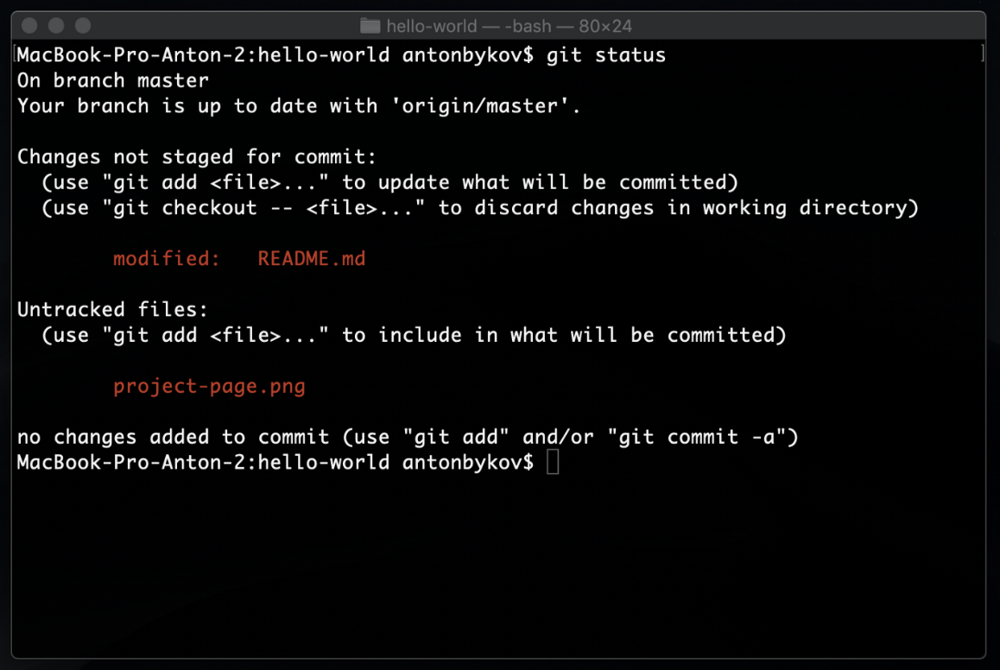 hello-world — -bash — 80×24
[MacBook-Pro-Anton-2:hello-world antonbykov$ git status ]
On branch master
Your branch is up to date with 'origin/master'.
Changes not staged for commit:
  (use "git add <file>..." to update what will be committed)
  (use "git checkout -- <file>..." to discard changes in working directory)
        modified:   README.md
Untracked files:
  (use "git add <file>..." to include in what will be committed)
        project-page.png
no changes added to commit (use "git add" and/or "git commit -a")
MacBook-Pro-Anton-2:hello-world antonbykov$